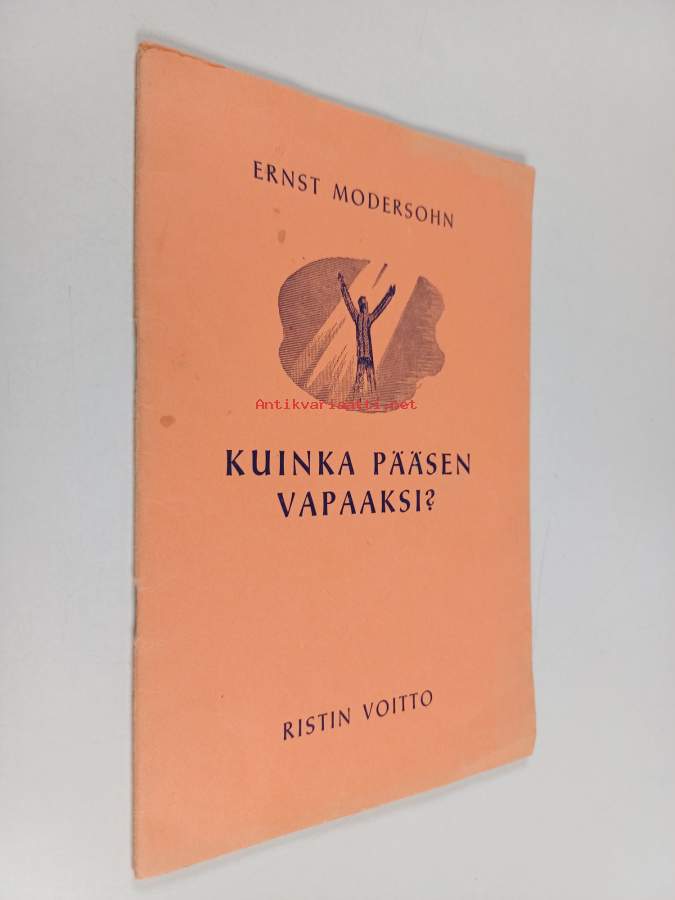 ERNST MODERSOHN
Antikvariaatti.net
KUINKA PÄÄSEN
VAPAAKSI?
RISTIN VOITTO